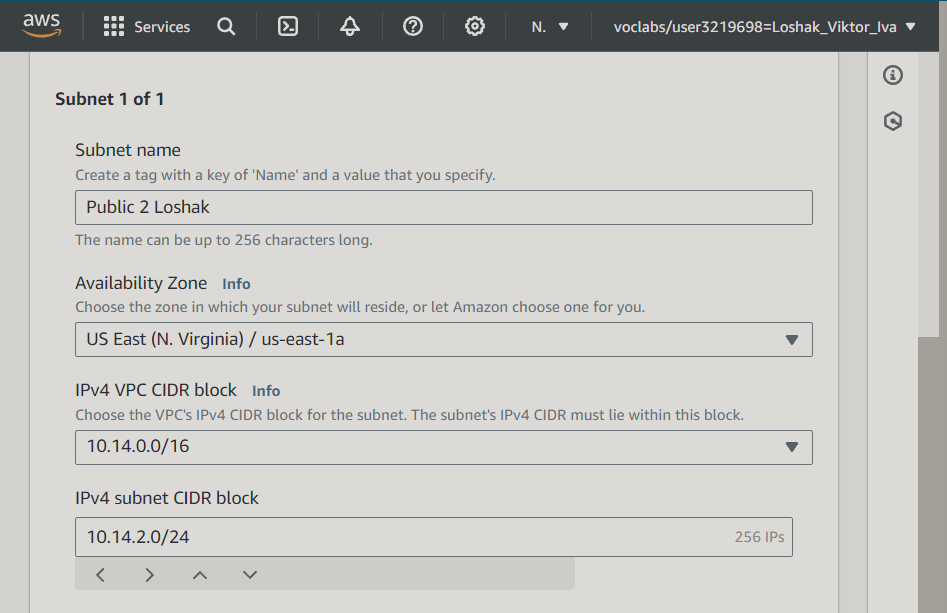 aws
Services
N.
voclabs/user3219698=Loshak_Viktor_Iva
Subnet 1 of 1
Subnet name
Create a tag with a key of 'Name' and a value that you specify.
Public 2 Loshak
The name can be up to 256 characters long.
Availability Zone Info
Choose the zone in which your subnet will reside, or let Amazon choose one for you.
US East (N. Virginia) / us-east-1a
IPv4 VPC CIDR block Info
Choose the VPC's IPv4 CIDR block for the subnet. The subnet's IPv4 CIDR must lie within this block.
10.14.0.0/16
IPv4 subnet CIDR block
10.14.2.0/24 256 IPs